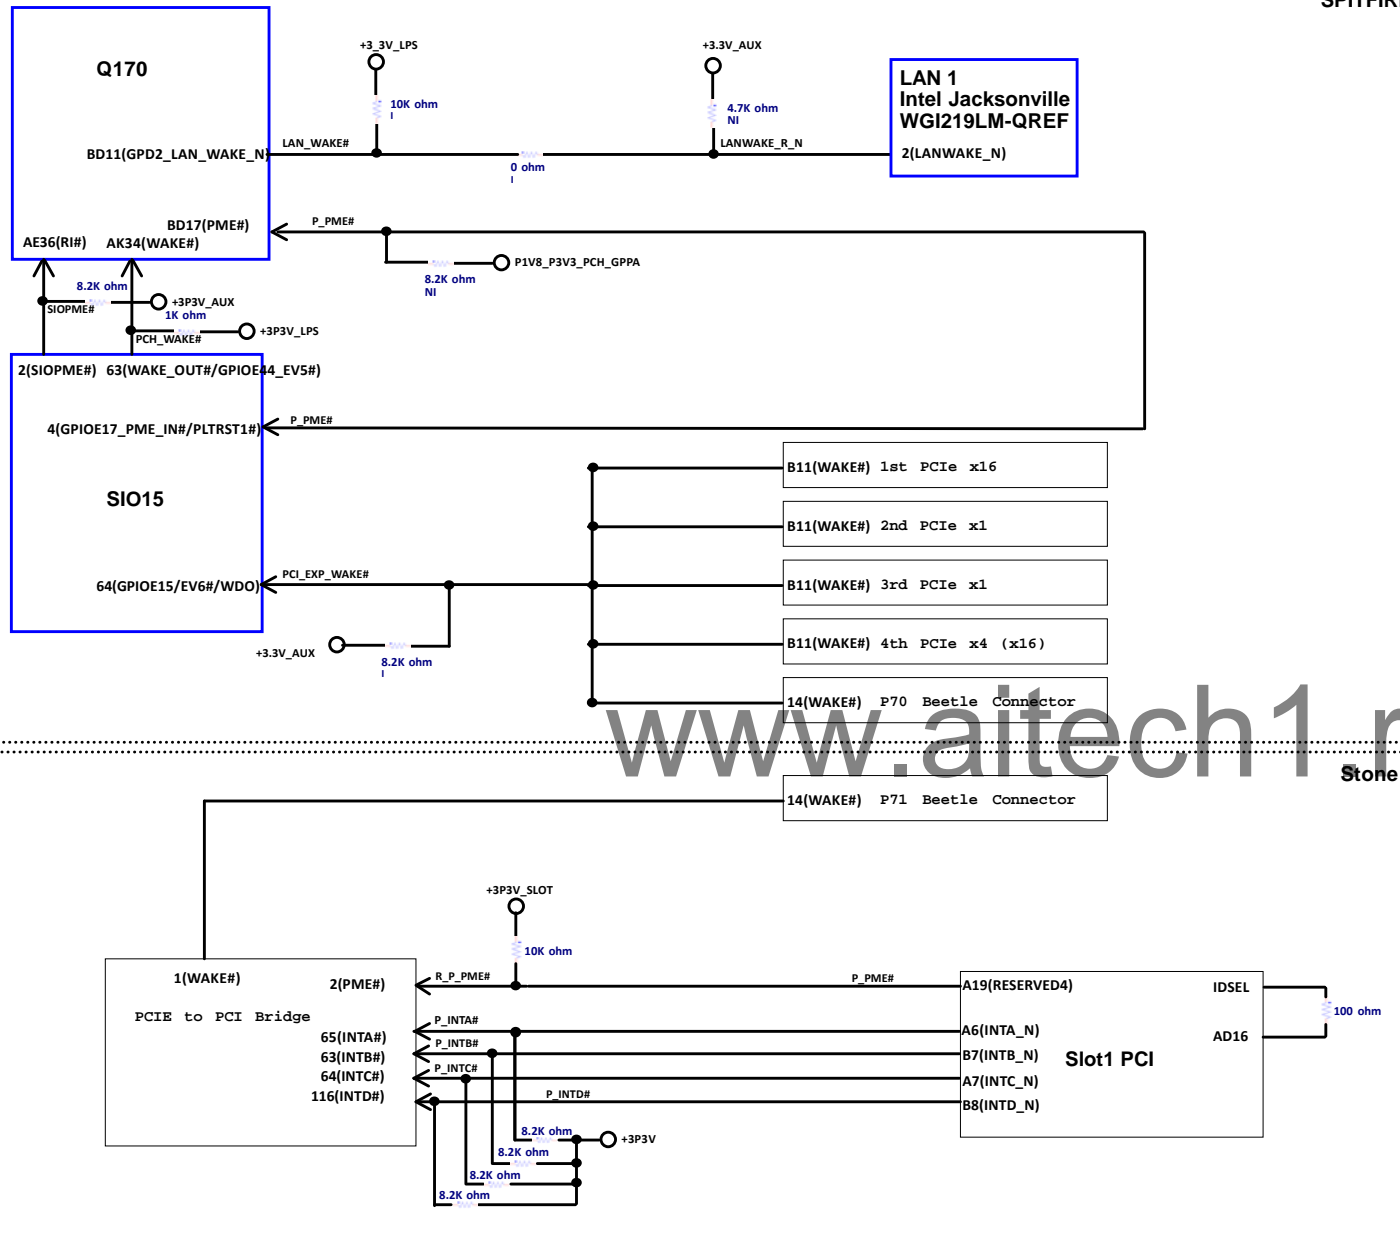 SPITFIR
Q170
+3_3V_LPS
+3.3V_AUX
10K ohm
I
4.7K ohm
NI
LAN 1
Intel Jacksonville
WGI219LM-QREF
BD11(GPD2_LAN_WAKE_N)
LAN_WAKE#
0 ohm
I
LANWAKE_R_N
2(LANWAKE_N)
BD17(PME#)
P_PME#
AE36(RI#)
AK34(WAKE#)
8.2K ohm
NI
P1V8_P3V3_PCH_GPPA
8.2K ohm
+3P3V_AUX
SIOPME#
1K ohm
+3P3V_LPS
PCH_WAKE#
2(SIOPME#)
63(WAKE_OUT#/GPIOE44_EV5#)
4(GPIOE17_PME_IN#/PLTRST1#)
P_PME#
SIO15
B11(WAKE#) 1st PCIe x16
B11(WAKE#) 2nd PCIe x1
64(GPIOE15/EV6#/WDO)
PCI_EXP_WAKE#
B11(WAKE#) 3rd PCIe x1
+3.3V_AUX
8.2K ohm
I
B11(WAKE#) 4th PCIe x4 (x16)
14(WAKE#) P70 Beetle Connector
www.aitech1.r
Stone
14(WAKE#) P71 Beetle Connector
+3P3V_SLOT
10K ohm
1(WAKE#)
2(PME#)
R_P_PME#
P_PME#
A19(RESERVED4)
IDSEL
PCIE to PCI Bridge
100 ohm
65(INTA#)
P_INTA#
A6(INTA_N)
AD16
63(INTB#)
P_INTB#
B7(INTB_N)
Slot1 PCI
64(INTC#)
P_INTC#
A7(INTC_N)
116(INTD#)
P_INTD#
B8(INTD_N)
8.2K ohm
+3P3V
8.2K ohm
8.2K ohm
8.2K ohm